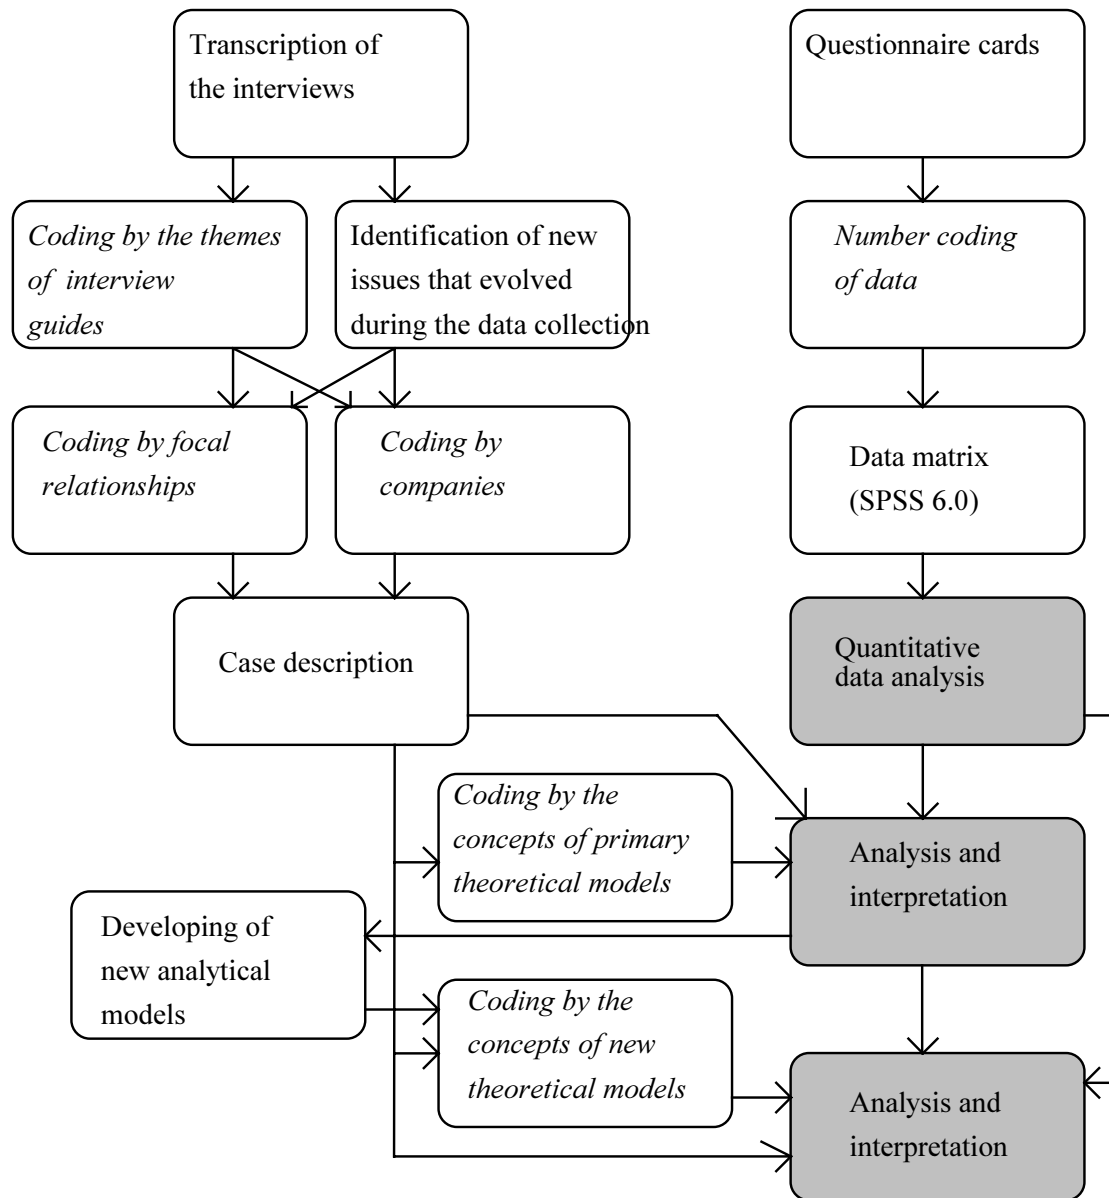 Transcription of
the interviews
Questionnaire cards
Coding by the themes
of interview
guides
Identification of new
issues that evolved
during the data collection
Number coding
of data
Coding by focal
relationships
Coding by
companies
Data matrix
(SPSS 6.0)
Case description
Quantitative
data analysis
Coding by the
concepts of primary
theoretical models
Analysis and
interpretation
Developing of
new analytical
models
Coding by the
concepts of new
theoretical models
Analysis and
interpretation